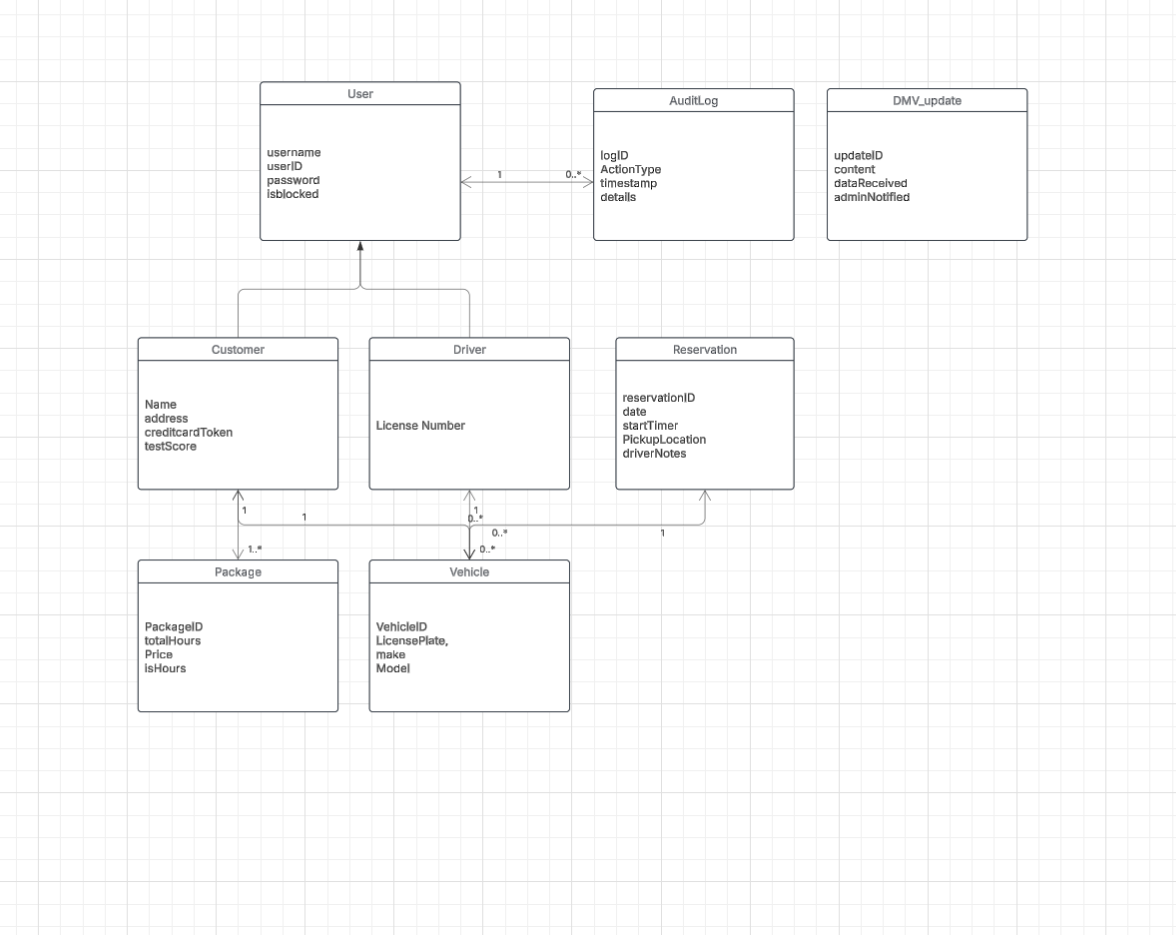 User
username
userID
password
isblocked
AuditLog
logID
ActionType
timestamp
details
DMV_update
updateID
content
dataReceived
adminNotified
1
0..*
Customer
Name
address
creditcardToken
testScore
Driver
License Number
Reservation
reservationID
date
startTimer
PickupLocation
driverNotes
1
1
1
0..*
0..*
1
1..*
0..*
Package
PackageID
totalHours
Price
isHours
Vehicle
VehicleID
LicensePlate,
make
Model